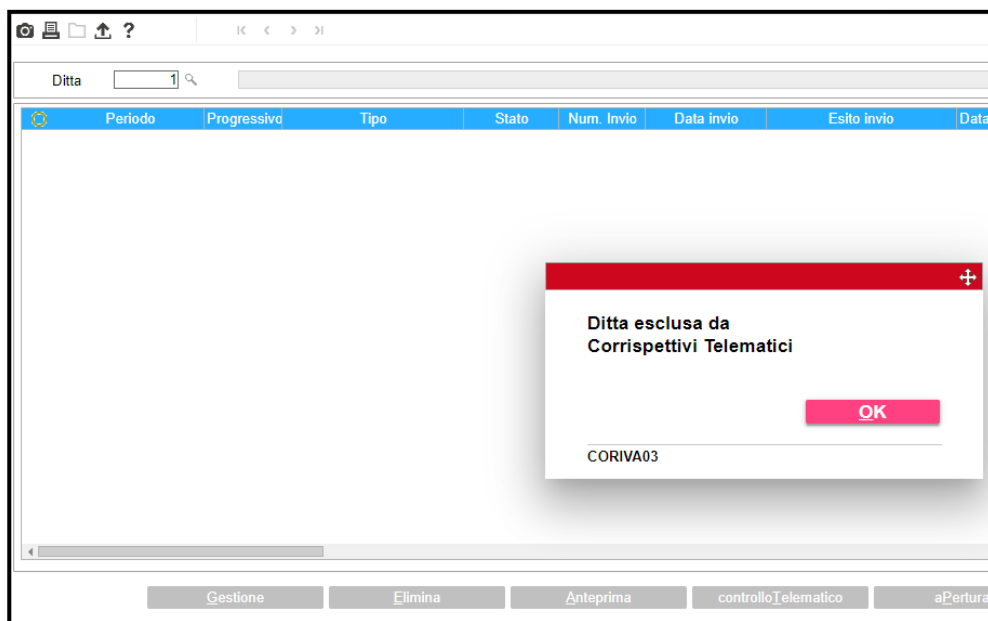 ?
Ditta 1
Periodo Progressivo Tipo Stato Num. Invio Data invio Esito invio Data
Ditta esclusa da
Corrispettivi Telematici
OK
CORIVA03
Gestione Elimina Anteprima controlloTelematico aPertura